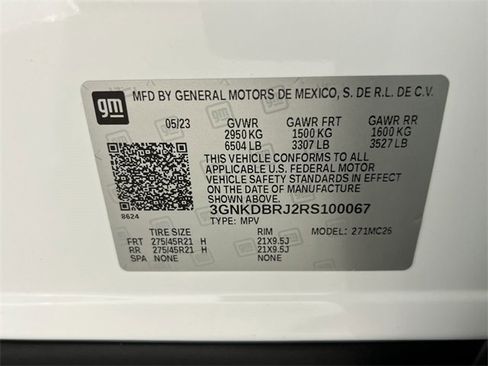 gm MFD BY GENERAL MOTORS DE MEXICO, S. DE R.L. DE C.V.
05/23 GVWR GAWR FRT GAWR RR
2950 KG 1500 KG 1600 KG
6504 LB 3307 LB 3527 LB
THIS VEHICLE CONFORMS TO ALL
APPLICABLE U.S. FEDERAL MOTOR
VEHICLE SAFETY STANDARDS IN EFFECT
ON THE DATE OF MANUFACTURE
SHOWN ABOVE.
3GNKDBRJ2RS100067
8624 TYPE: MPV
TIRE SIZE RIM MODEL: 271MC26
FRT 275/45R21 H 21X9.5J
RR 275/45R21 H 21X9.5J
SPA NONE NONE